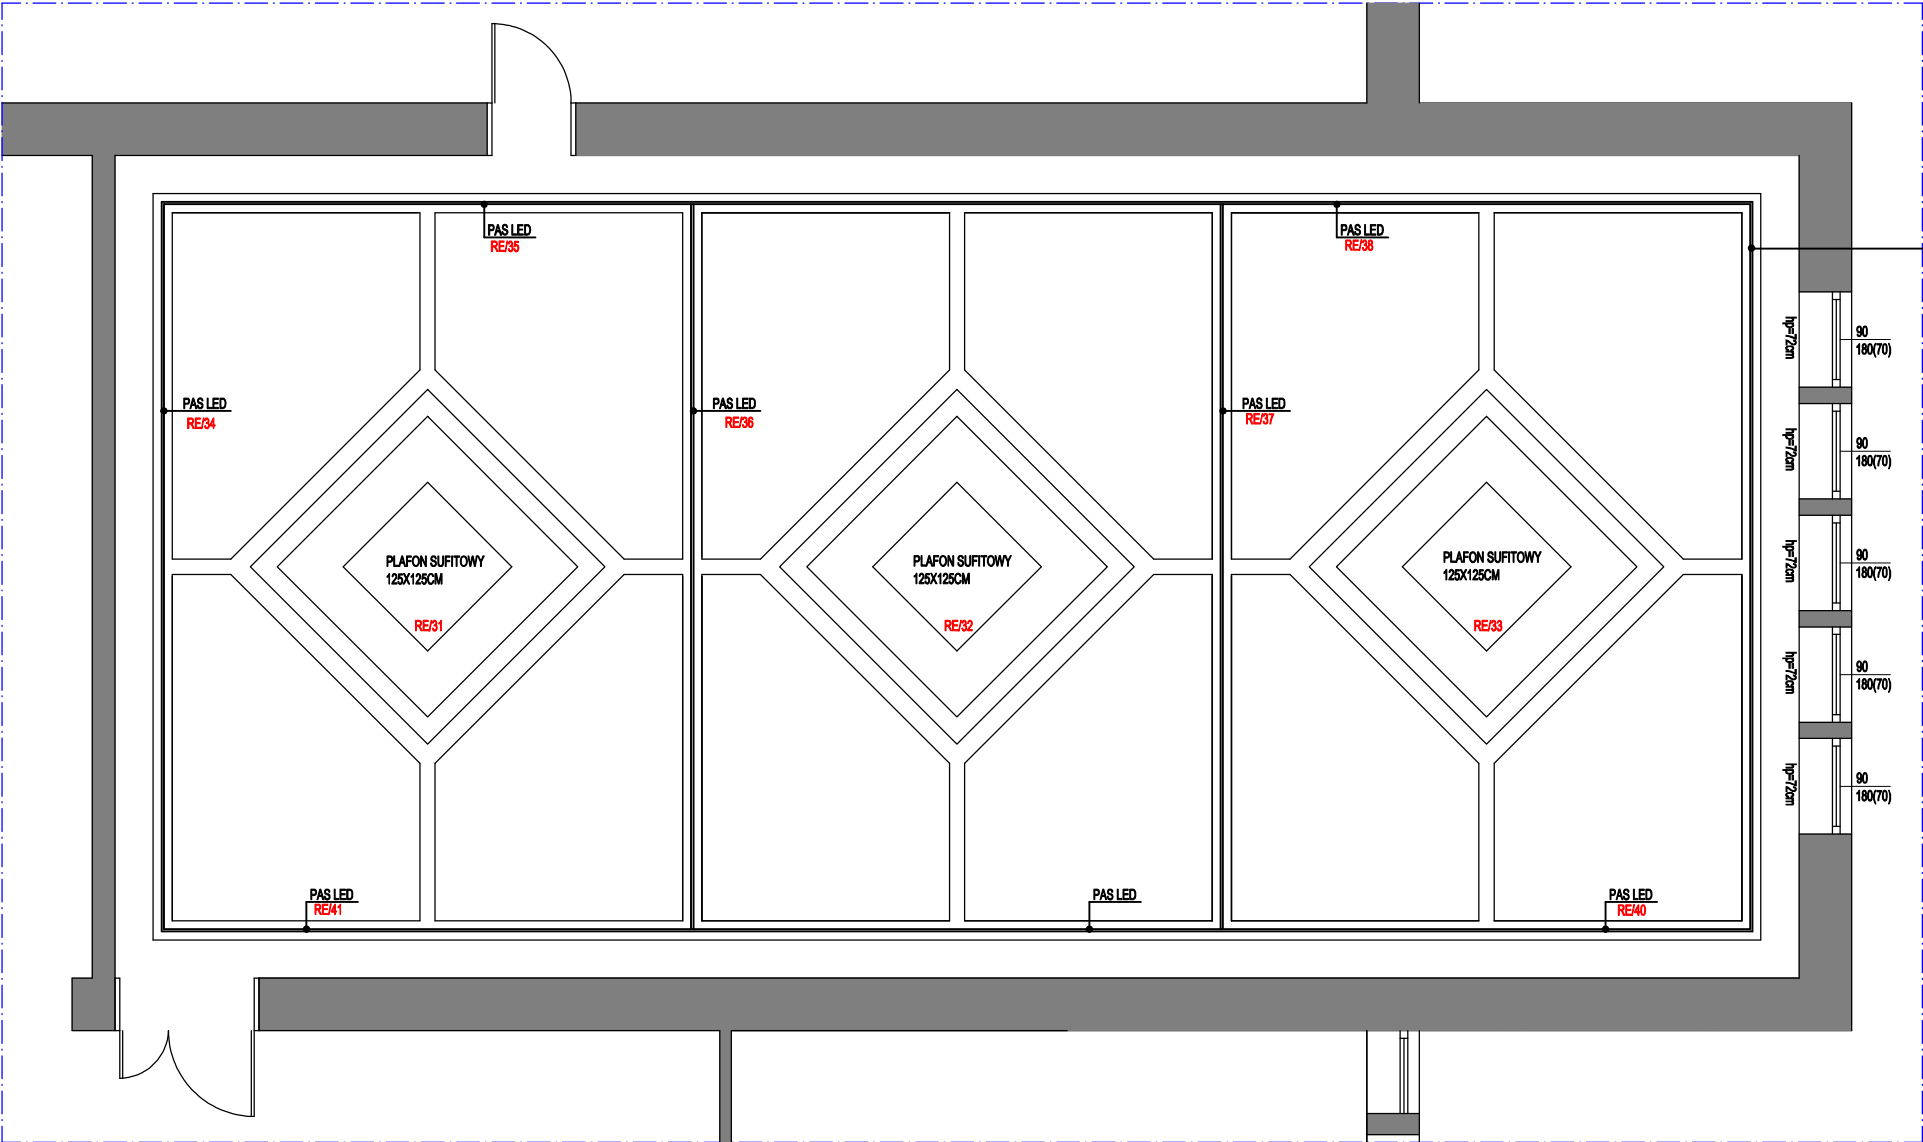 PAS LED
RE/35
PAS LED
RE/38
PAS LED
RE/34
PAS LED
RE/36
PAS LED
RE/37
PLAFON SUFITOWY
125X125CM
RE/31
PLAFON SUFITOWY
125X125CM
RE/32
PLAFON SUFITOWY
125X125CM
RE/33
PAS LED
RE/41
PAS LED
PAS LED
RE/40
hp=72cm
90
180(70)
hp=72cm
90
180(70)
hp=72cm
90
180(70)
hp=72cm
90
180(70)
hp=72cm
90
180(70)